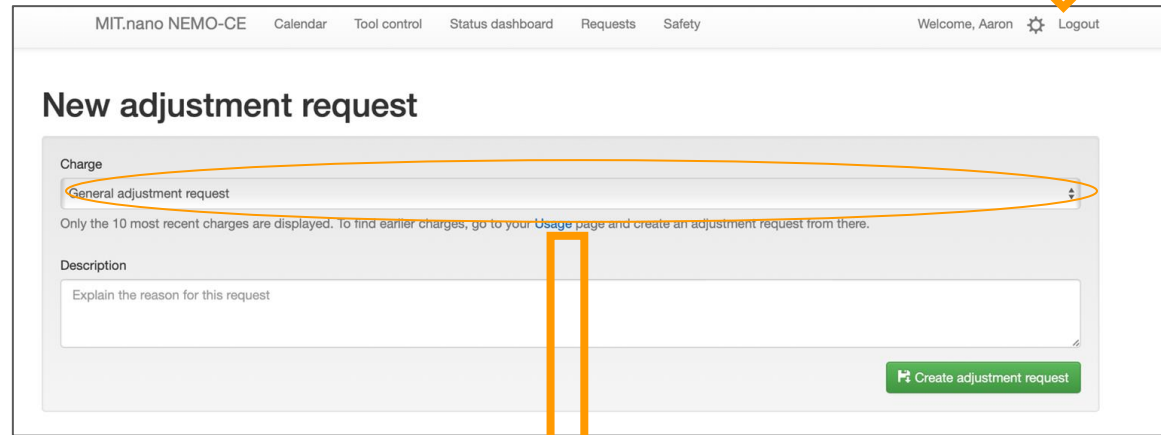 MIT.nano NEMO-CE Calendar Tool control Status dashboard Requests Safety Welcome, Aaron Logout
New adjustment request
Charge
General adjustment request
Only the 10 most recent charges are displayed. To find earlier charges, go to your Usage page and create an adjustment request from there.
Description
Explain the reason for this request
Create adjustment request